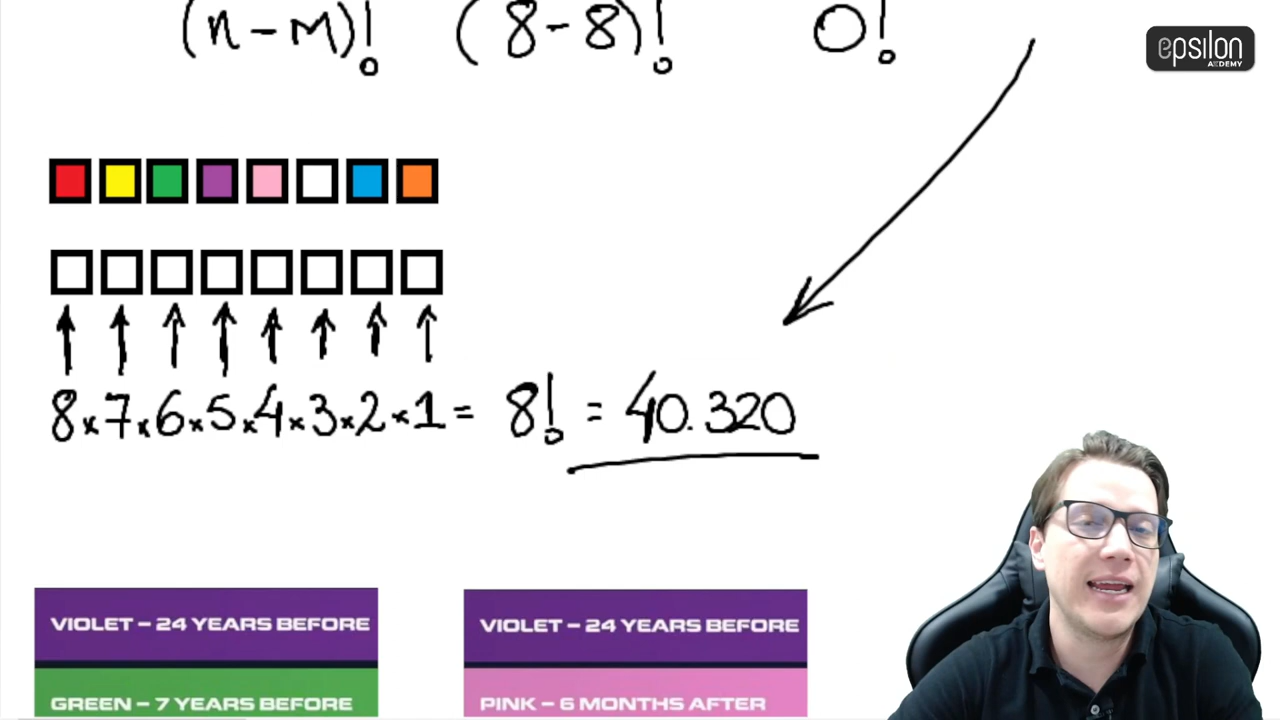 (n-m)! (8-8)! 0!
epsilon
AKDEMY
8×7×6×5×4×3×2×1 = 8! = 40.320
VIOLET – 24 YEARS BEFORE
VIOLET – 24 YEARS BEFORE
GREEN – 7 YEARS BEFORE
PINK – 6 MONTHS AFTER